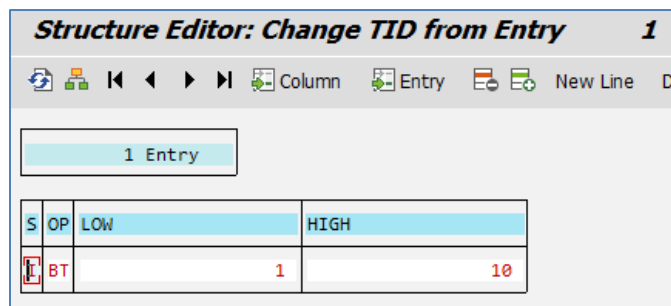 Structure Editor: Change TID from Entry 1
Column Entry New Line D
1 Entry
S OP LOW HIGH
I BT 1 10